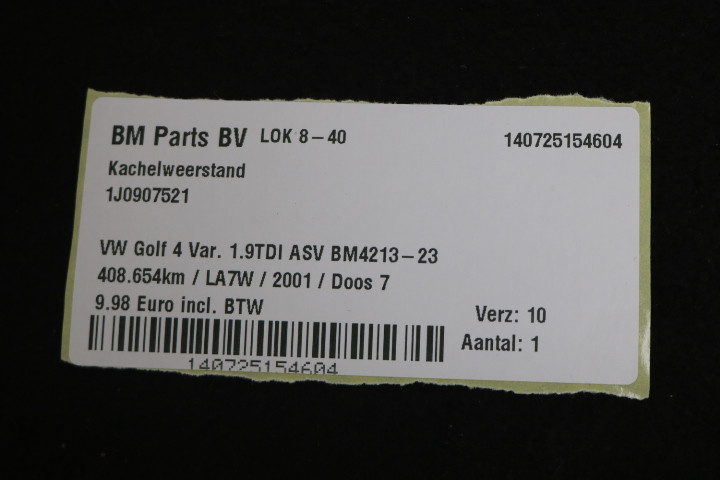 BM Parts BV LOK 8-40 140725154604
Kachelweerstand
1J0907521
VW Golf 4 Var. 1.9TDI ASV BM4213-23
408.654km / LA7W / 2001 / Doos 7
9.98 Euro incl. BTW
Verz: 10
Aantal: 1
140725154604